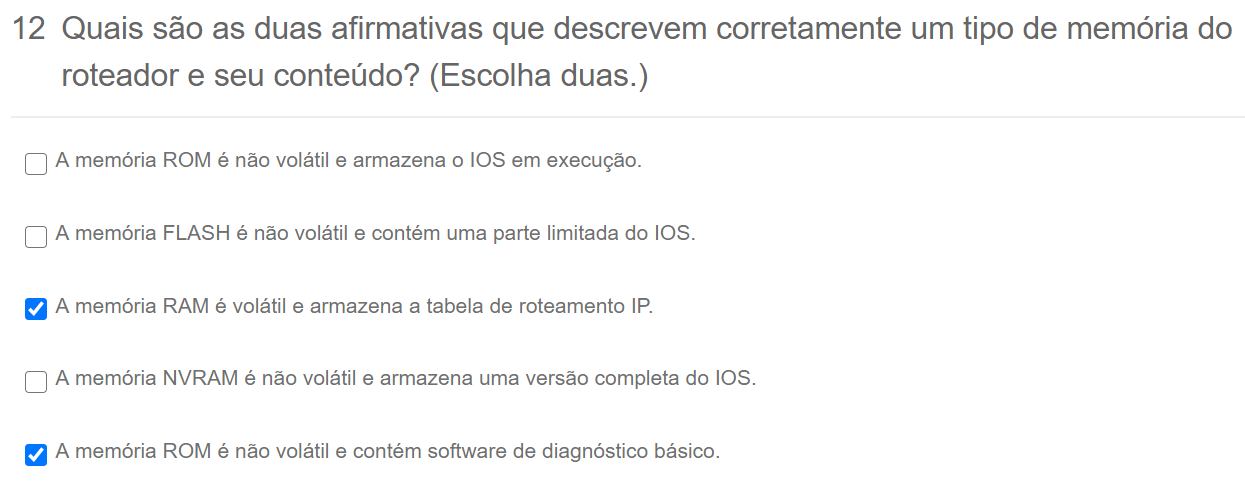 12 Quais são as duas afirmativas que descrevem corretamente um tipo de memória do
roteador e seu conteúdo? (Escolha duas.)
A memória ROM é não volátil e armazena o IOS em execução.
A memória FLASH é não volátil e contém uma parte limitada do IOS.
A memória RAM é volátil e armazena a tabela de roteamento IP.
A memória NVRAM é não volátil e armazena uma versão completa do IOS.
A memória ROM é não volátil e contém software de diagnóstico básico.